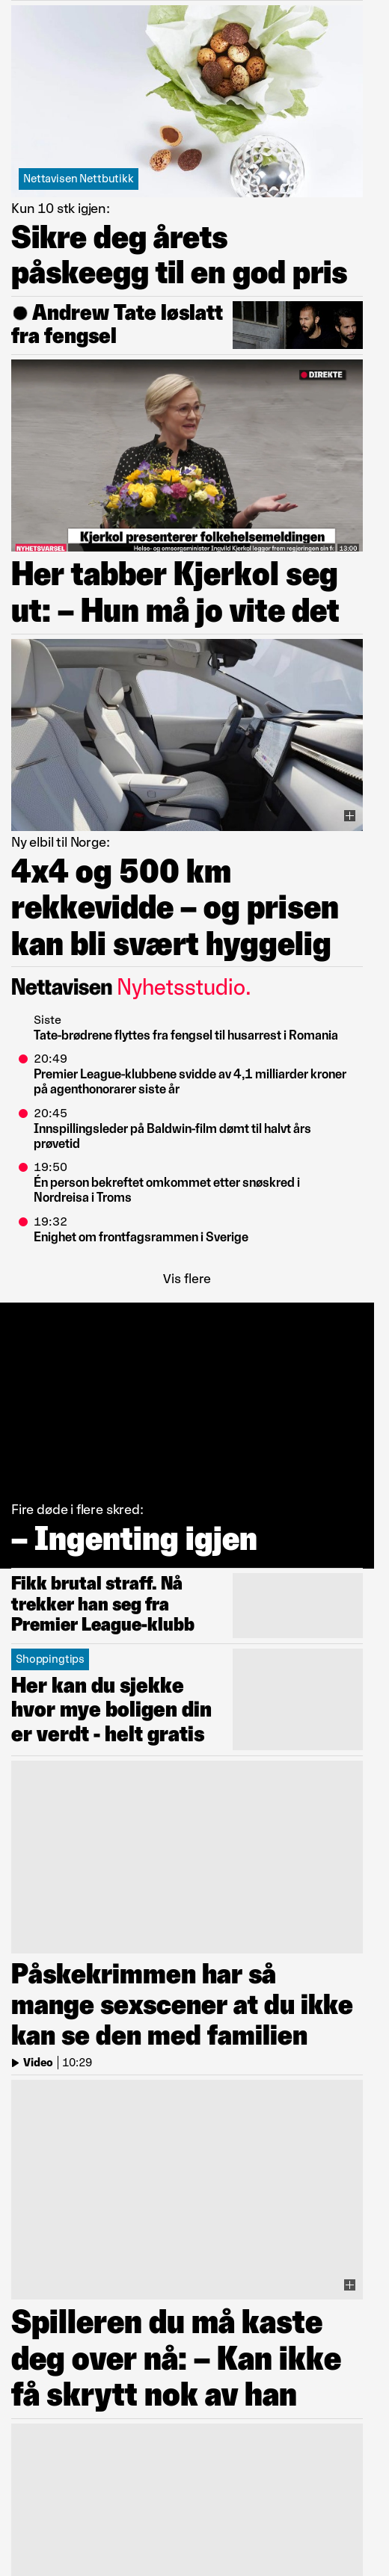 Nettavisen Nettbutikk
Kun 10 stk igjen:
Sikre deg årets
påskeegg til en god pris
Andrew Tate løslatt
fra fengsel
DIREKTE
Kjerkol presenterer folkehelsemeldingen
NYHETSVARSEL Helse- og omsorgsminister Ingvild Kjerkol legger frem regjeringen sin fo 13:00
Her tabber Kjerkol seg
ut: – Hun må jo vite det
Ny elbil til Norge:
4x4 og 500 km
rekkevidde – og prisen
kan bli svært hyggelig
Nettavisen Nyhetsstudio.
Siste
Tate-brødrene flyttes fra fengsel til husarrest i Romania
20:49
Premier League-klubbene svidde av 4,1 milliarder kroner
på agenthonorarer siste år
20:45
Innspillingsleder på Baldwin-film dømt til halvt års
prøvetid
19:50
Én person bekreftet omkommet etter snøskred i
Nordreisa i Troms
19:32
Enighet om frontfagsrammen i Sverige
Vis flere
Fire døde i flere skred:
– Ingenting igjen
Fikk brutal straff. Nå
trekker han seg fra
Premier League-klubb
Shoppingtips
Her kan du sjekke
hvor mye boligen din
er verdt - helt gratis
Påskekrimmen har så
mange sexscener at du ikke
kan se den med familien
Video 10:29
Spilleren du må kaste
deg over nå: – Kan ikke
få skrytt nok av han